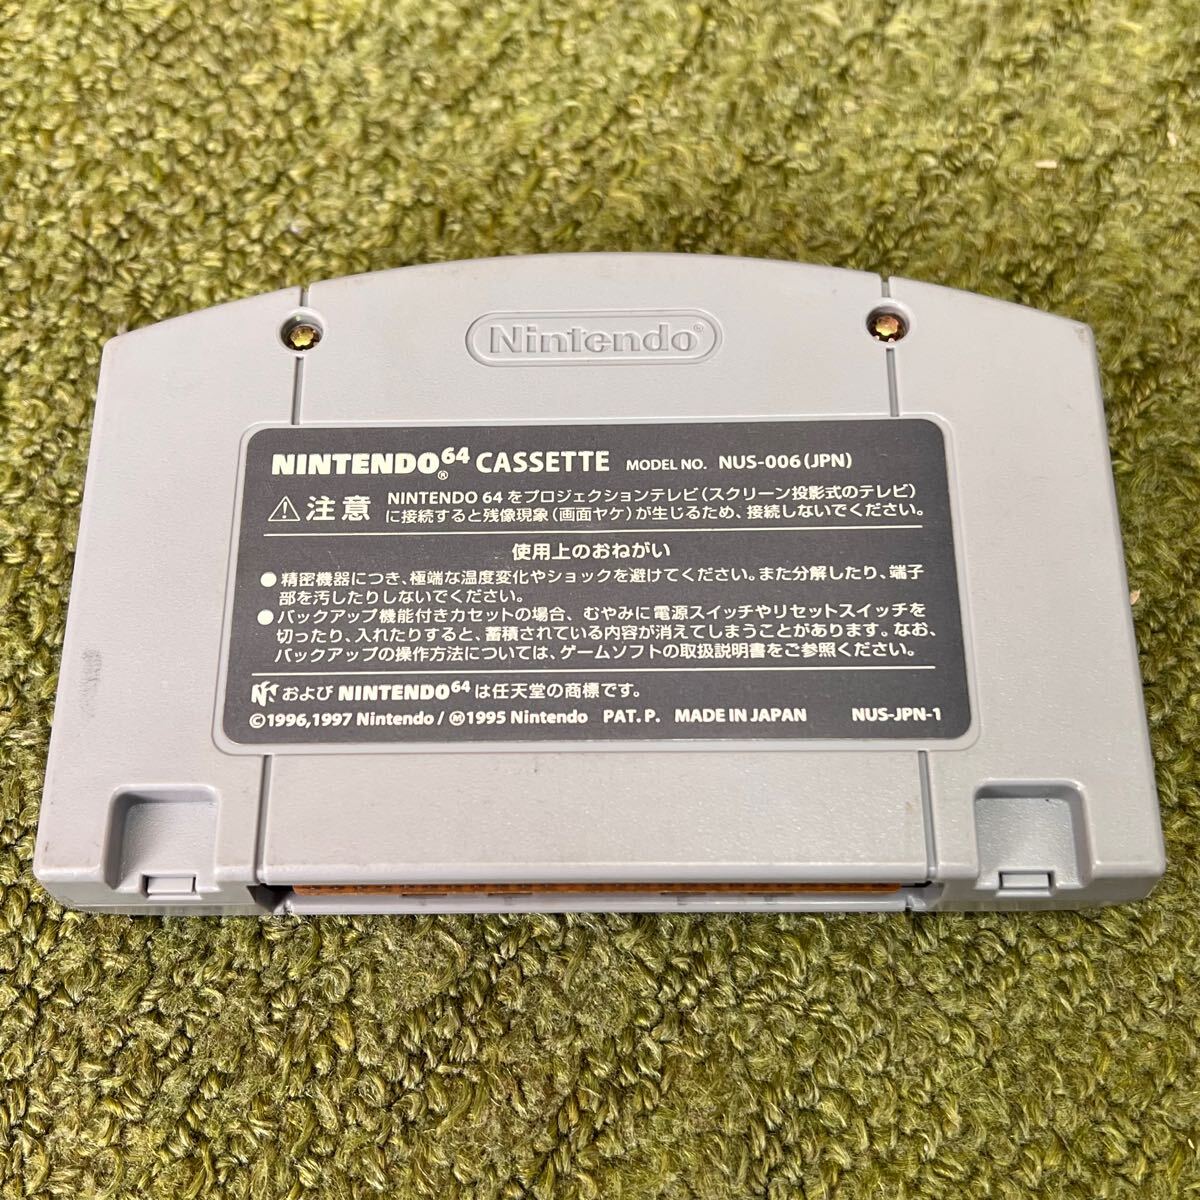 Nintendo®
NINTENDO®64 CASSETTE MODEL NO. NUS-006(JPN)
⚠注意 NINTENDO 64をプロジェクションテレビ(スクリーン投影式のテレビ)
に接続すると残像現象(画面ヤケ)が生じるため、接続しないでください。
使用上のおねがい
●精密機器につき、極端な温度変化やショックを避けてください。また分解したり、端子
部を汚したりしないでください。
●バックアップ機能付きカセットの場合、むやみに電源スイッチやリセットスイッチを
切ったり、入れたりすると、蓄積されている内容が消えてしまうことがあります。なお、
バックアップの操作方法については、ゲームソフトの取扱説明書をご参照ください。
および NINTENDO64 は任天堂の商標です。
©1996,1997 Nintendo / Ⓜ1995 Nintendo PAT. P. MADE IN JAPAN NUS-JPN-1